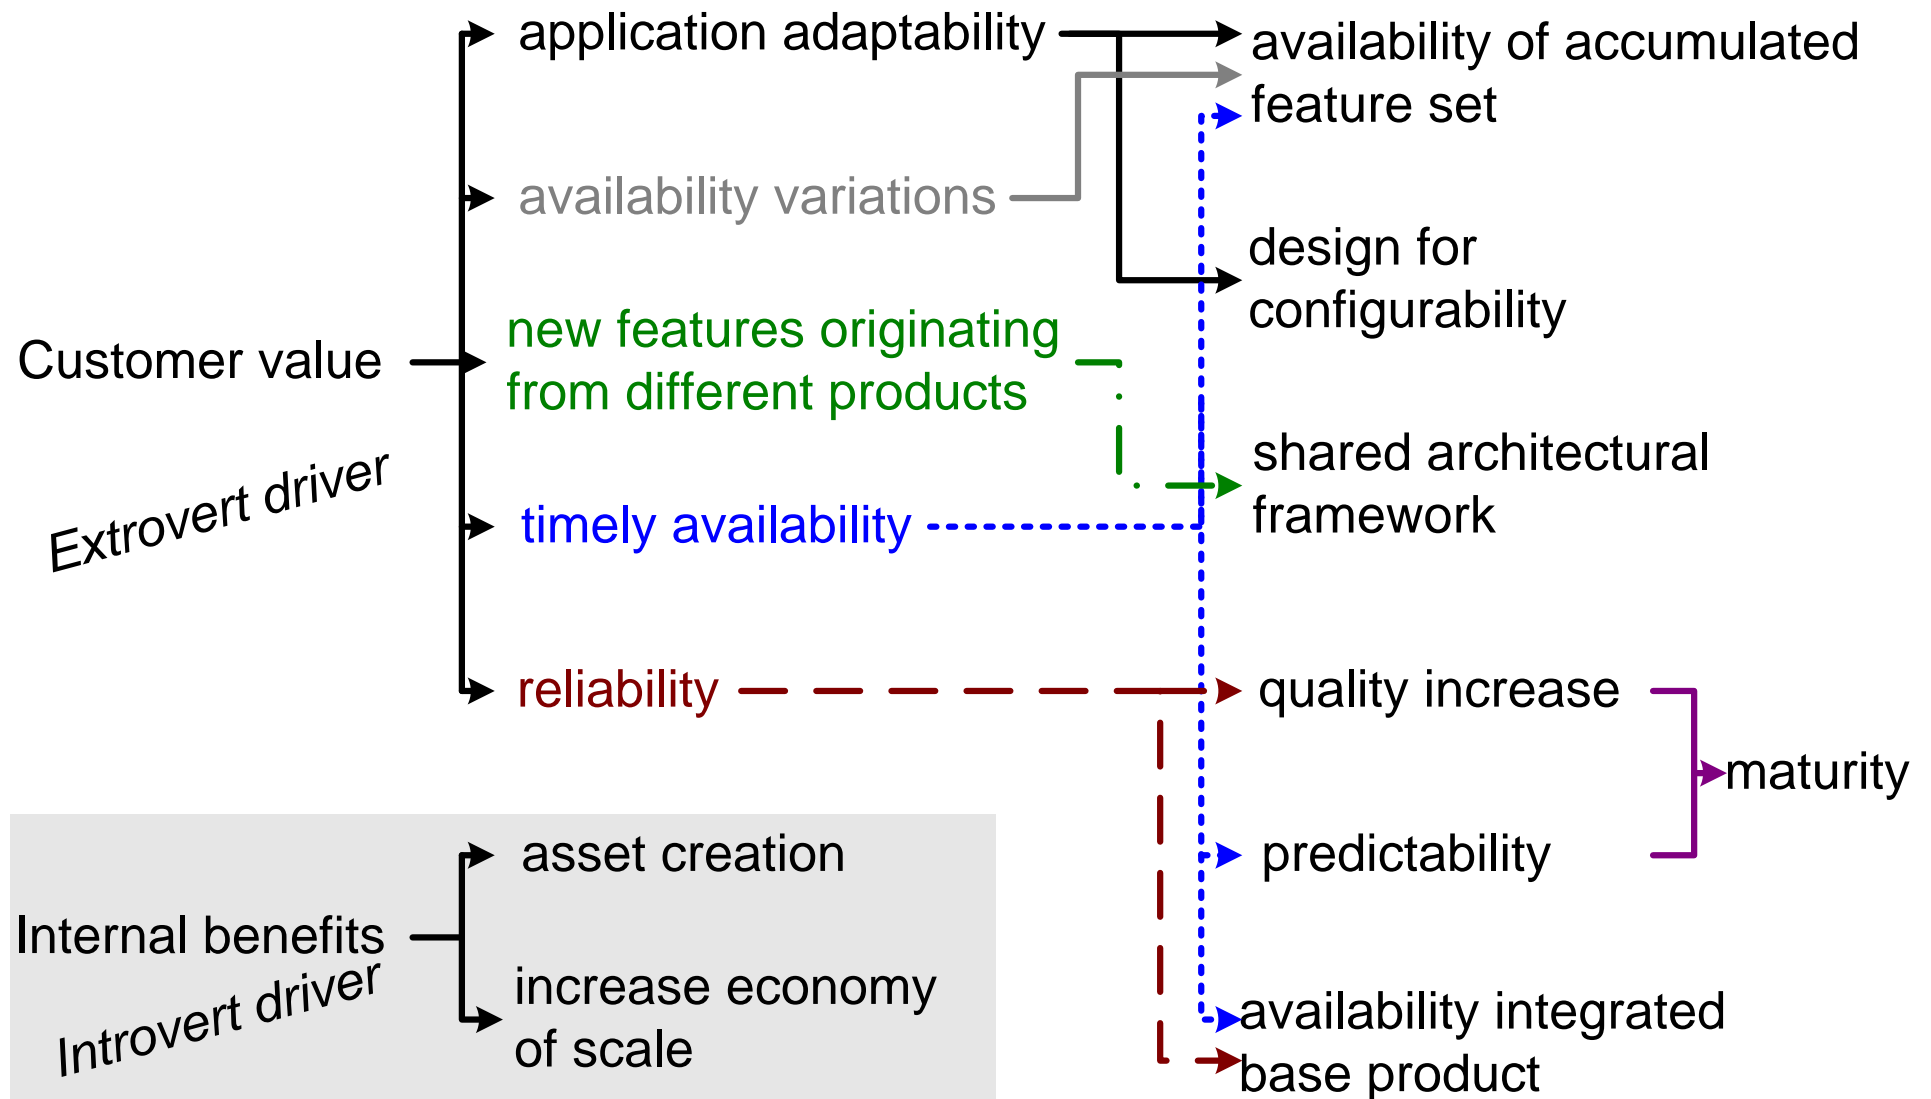 application adaptability
availability of accumulated
feature set
availability variations
design for
configurability
new features originating
from different products
Customer value
Extrovert driver
shared architectural
framework
timely availability
reliability
quality increase
maturity
asset creation
predictability
Internal benefits
Introvert driver
increase economy
of scale
availability integrated
base product